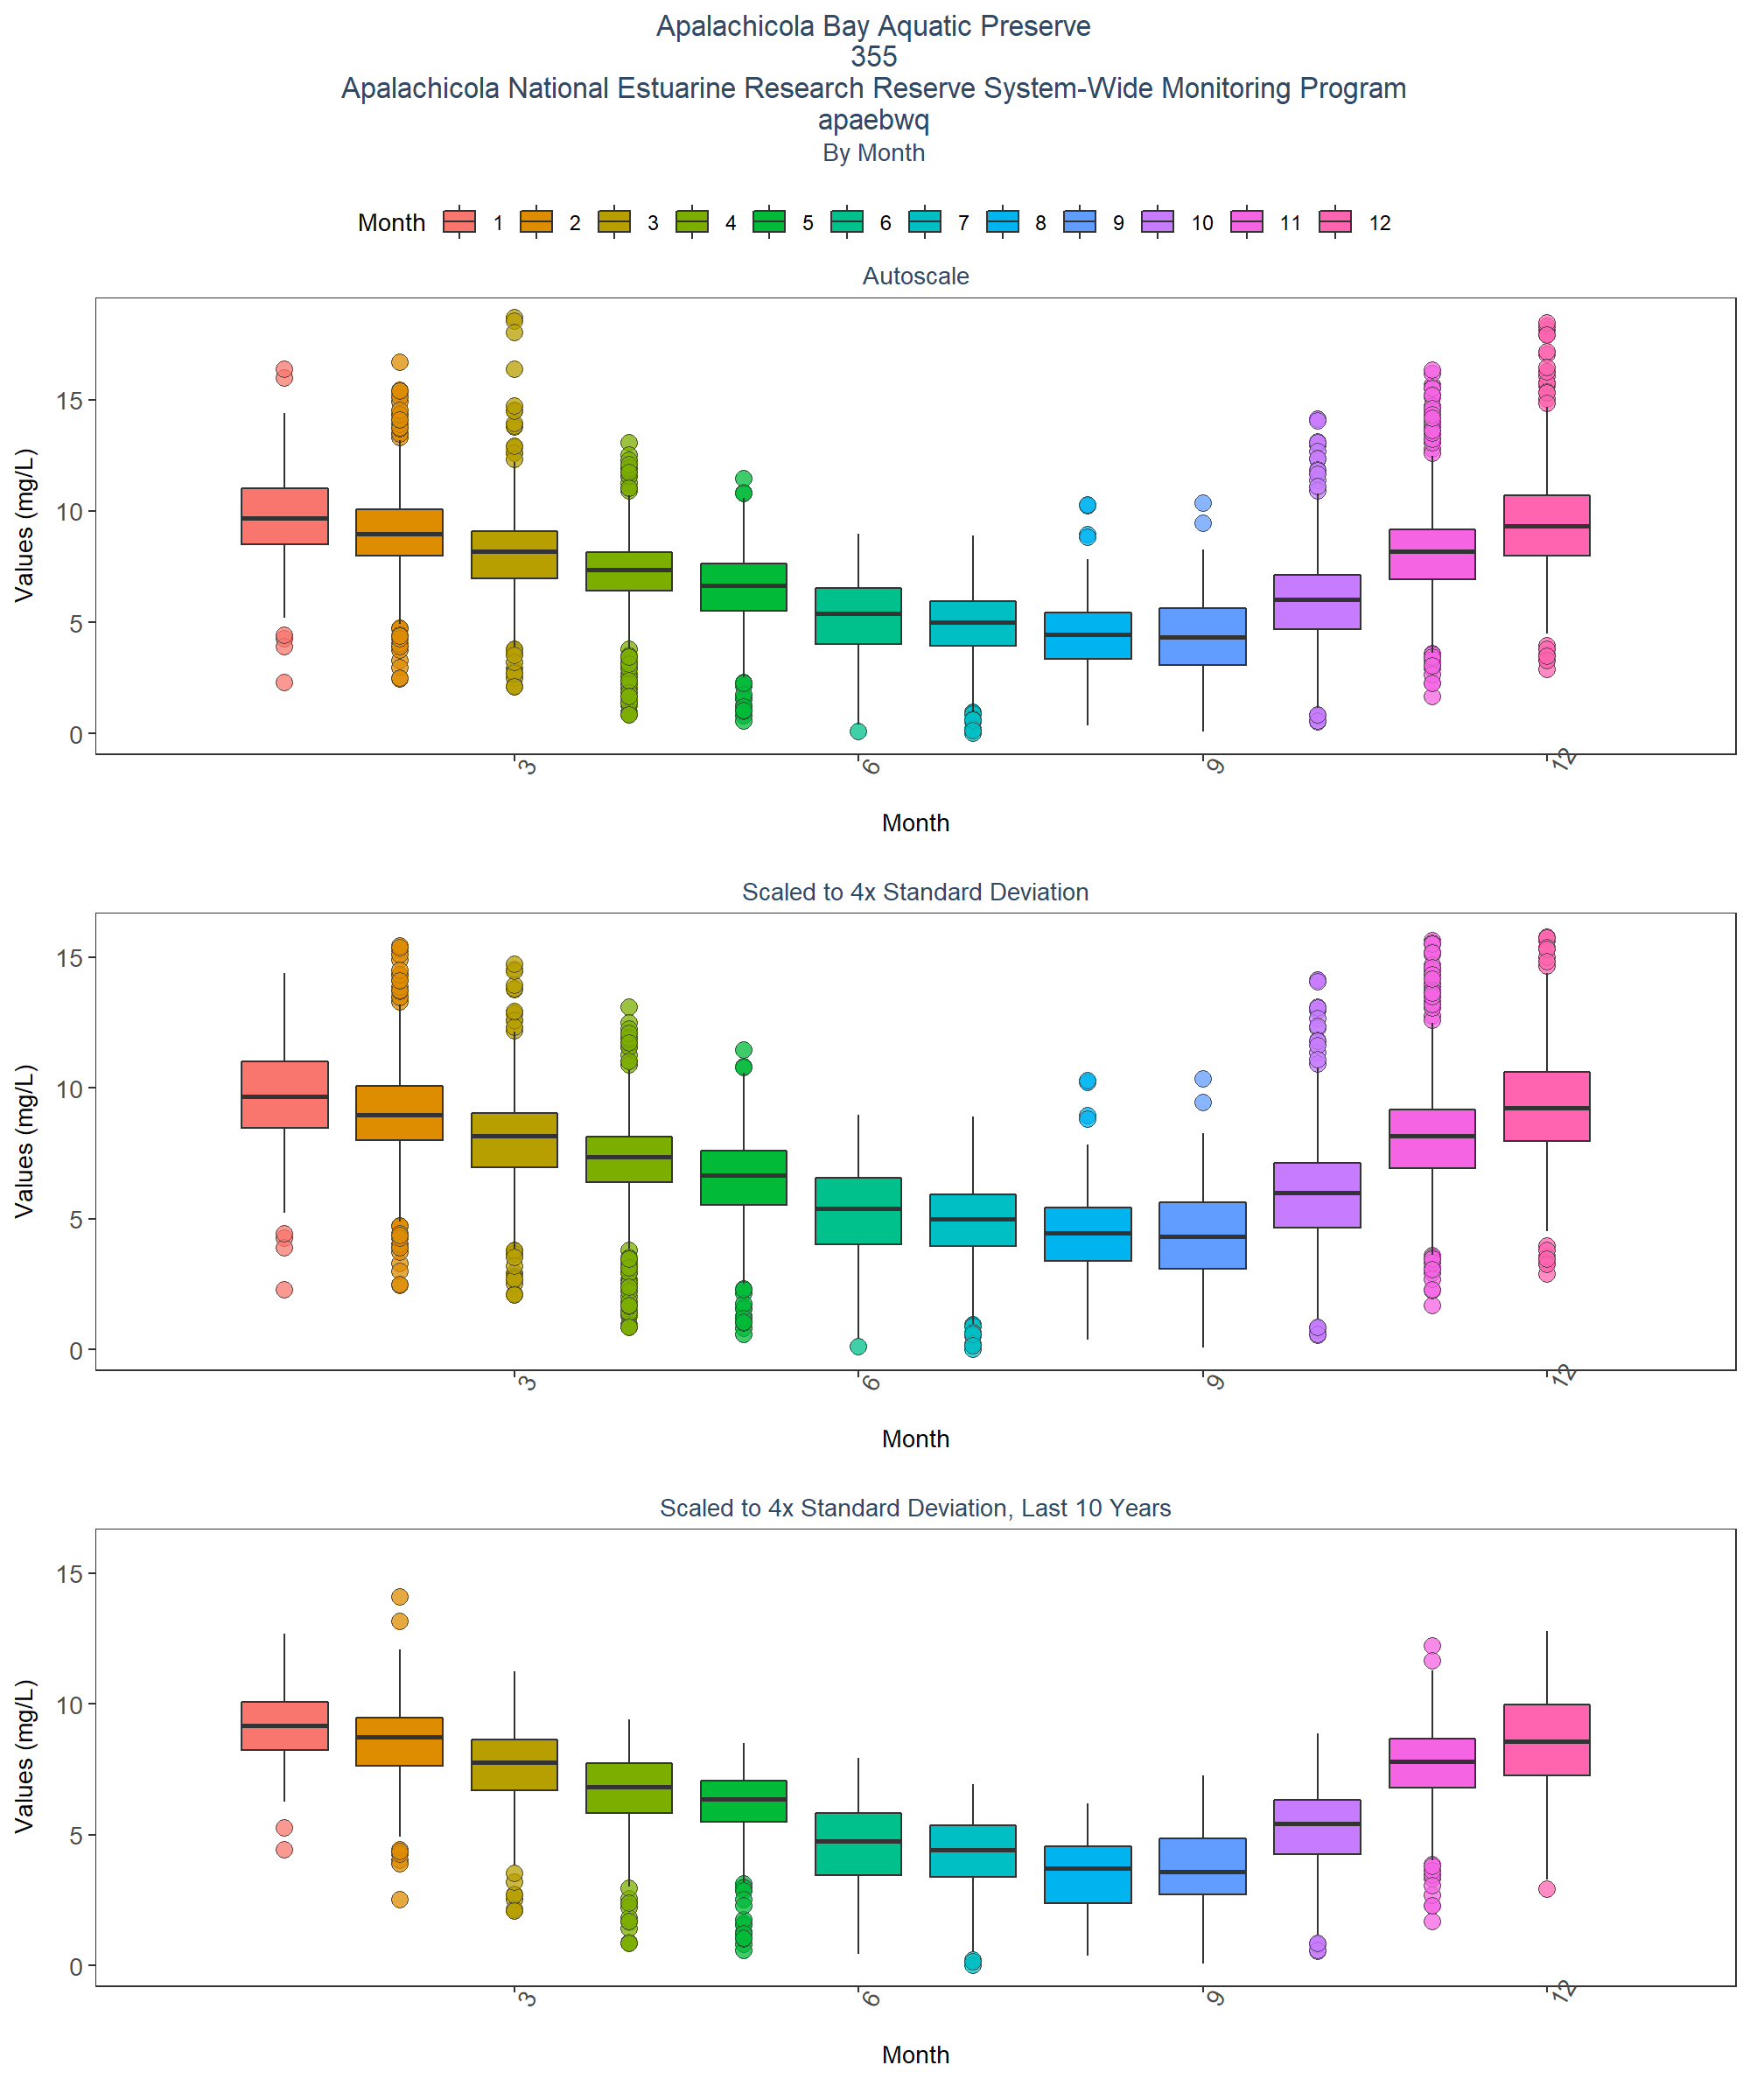 Apalachicola Bay Aquatic Preserve
355
Apalachicola National Estuarine Research Reserve System-Wide Monitoring Program
apaebwq
By Month
Month 1 2 3 4 5 6 7 8 9 10 11 12
Autoscale
Values (mg/L)
15
10
5
0
3 6 9 12
Month
Scaled to 4x Standard Deviation
Values (mg/L)
15
10
5
0
3 6 9 12
Month
Scaled to 4x Standard Deviation, Last 10 Years
Values (mg/L)
15
10
5
0
3 6 9 12
Month